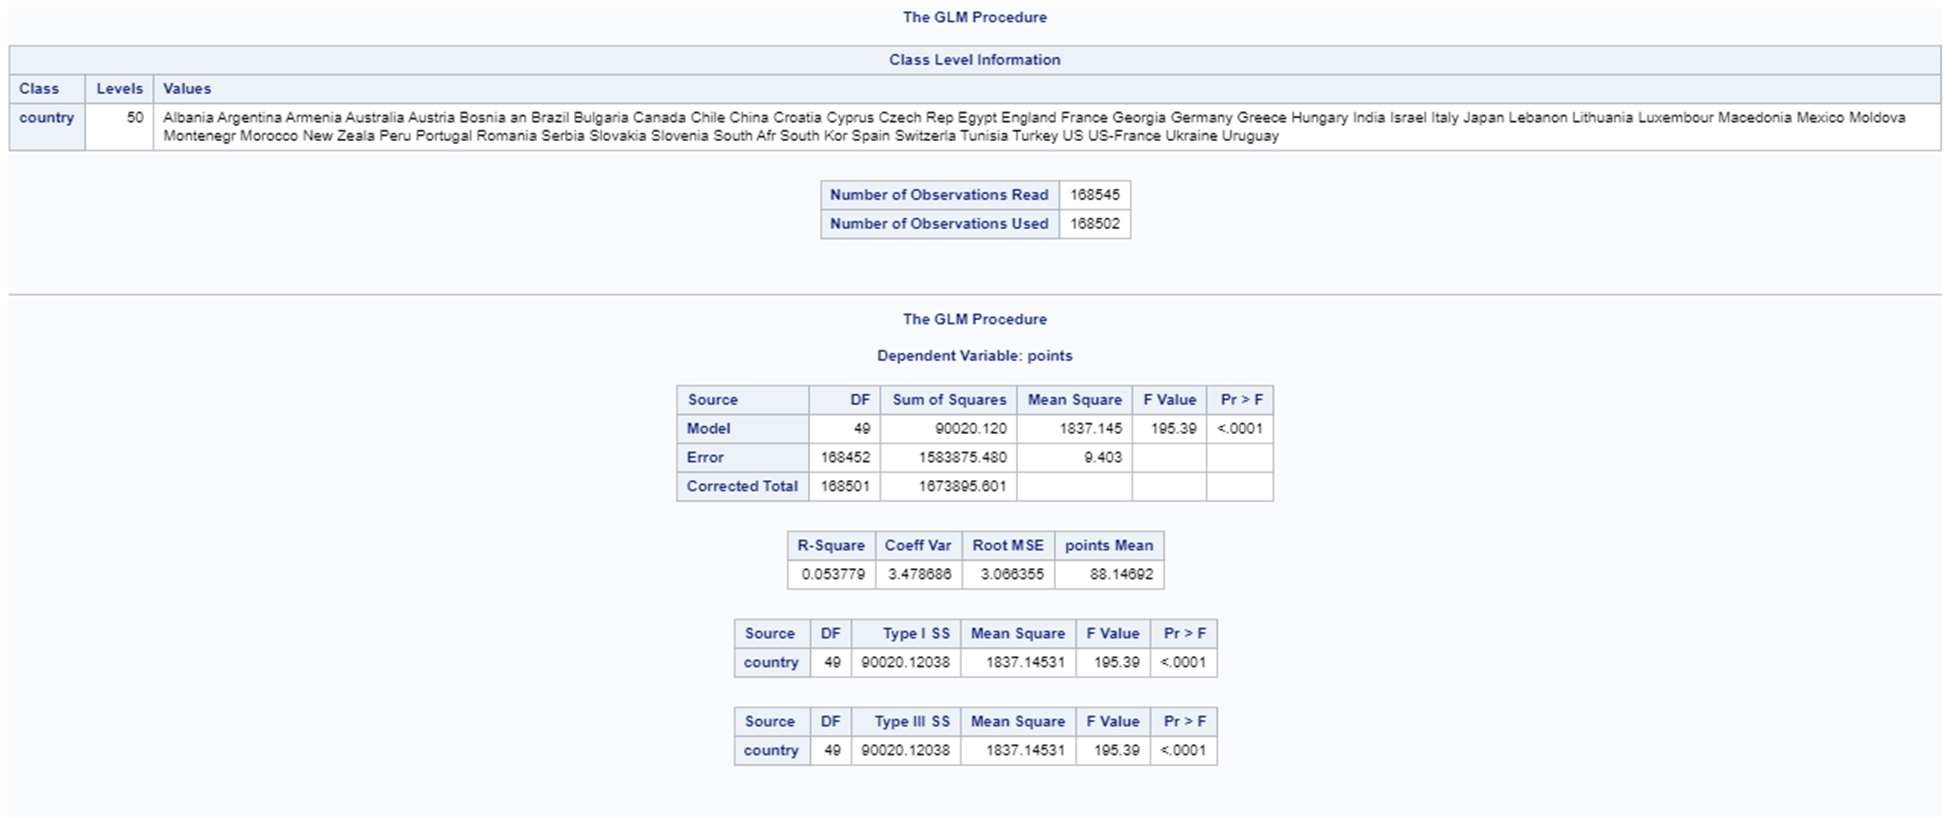 The GLM Procedure
Class Level Information
Class Levels Values
country 50 Albania Argentina Armenia Australia Austria Bosnia an Brazil Bulgaria Canada Chile China Croatia Cyprus Czech Rep Egypt England France Georgia Germany Greece Hungary India Israel Italy Japan Lebanon Lithuania Luxembour Macedonia Mexico Moldova
Montenegr Morocco New Zeala Peru Portugal Romania Serbia Slovakia Slovenia South Afr South Kor Spain Switzerla Tunisia Turkey US US-France Ukraine Uruguay
Number of Observations Read 168545
Number of Observations Used 168502
The GLM Procedure
Dependent Variable: points
Source DF Sum of Squares Mean Square F Value Pr > F
Model 49 90020.120 1837.145 195.39 <.0001
Error 168452 1583875.480 9.403
Corrected Total 168501 1673895.601
R-Square Coeff Var Root MSE points Mean
0.053779 3.478686 3.066355 88.14692
Source DF Type I SS Mean Square F Value Pr > F
country 49 90020.12038 1837.14531 195.39 <.0001
Source DF Type III SS Mean Square F Value Pr > F
country 49 90020.12038 1837.14531 195.39 <.0001